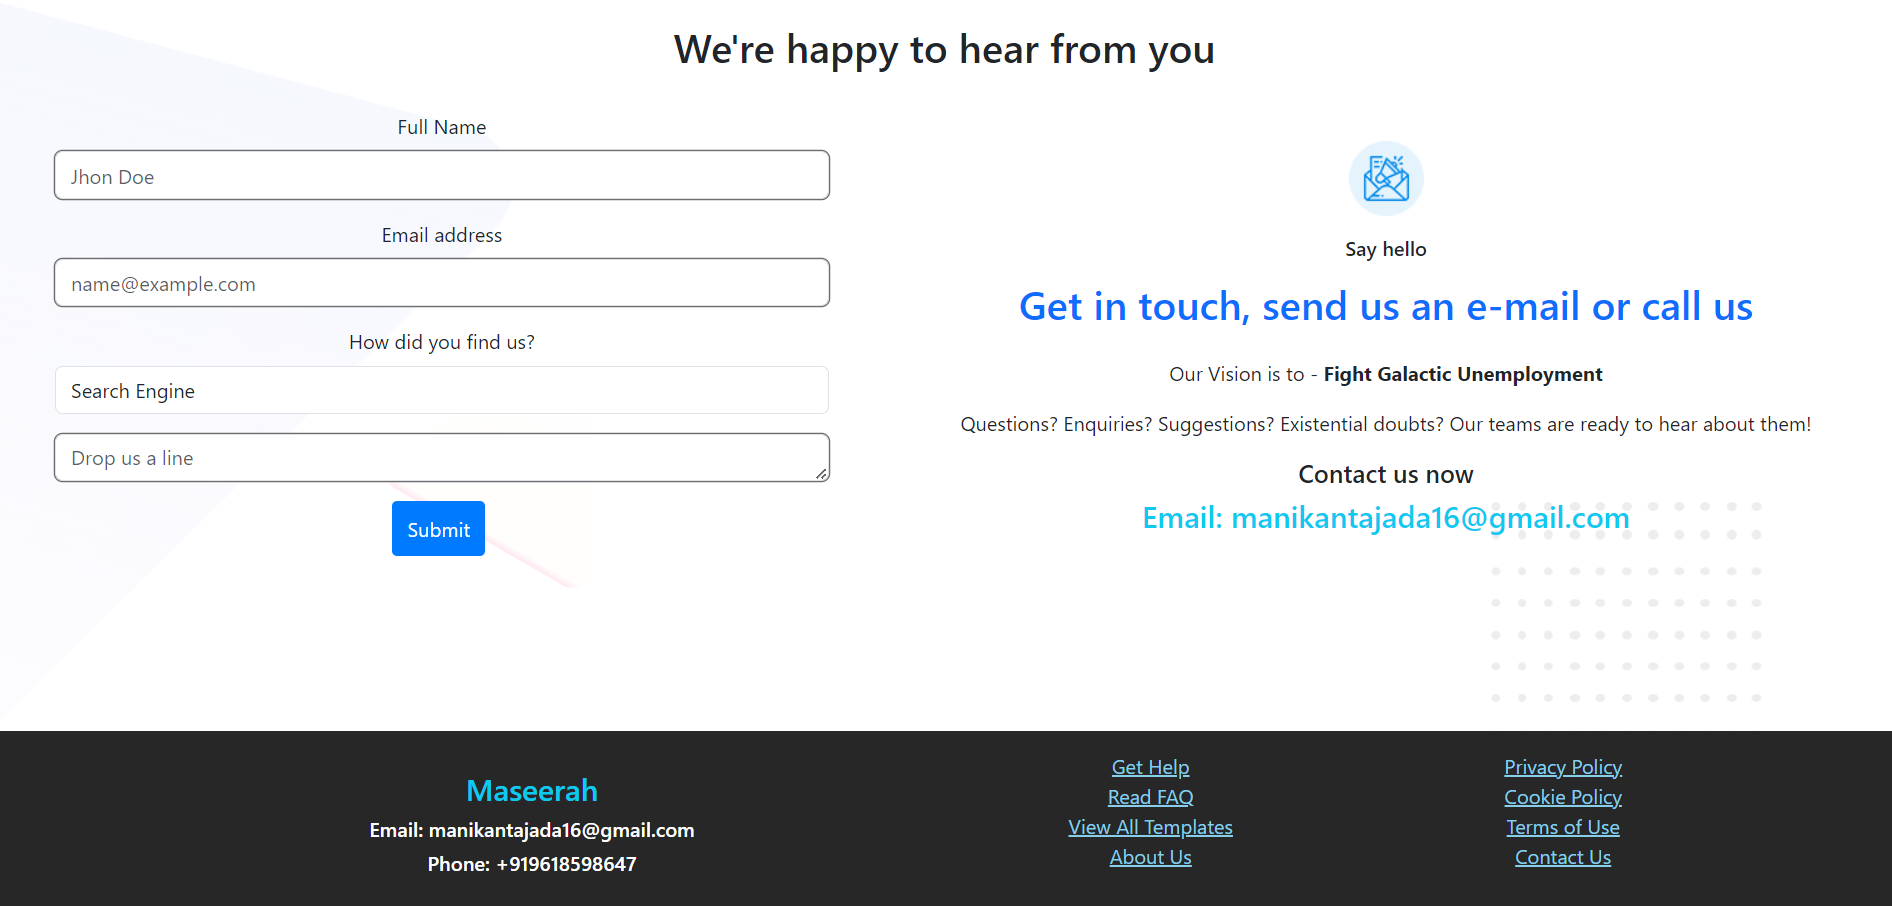 We're happy to hear from you
Full Name
Jhon Doe
Email address
name@example.com
How did you find us?
Search Engine
Drop us a line
Submit
Say hello
Get in touch, send us an e-mail or call us
Our Vision is to - Fight Galactic Unemployment
Questions? Enquiries? Suggestions? Existential doubts? Our teams are ready to hear about them!
Contact us now
Email: manikantajada16@gmail.com
Maseerah
Email: manikantajada16@gmail.com
Phone: +919618598647
Get Help
Read FAQ
View All Templates
About Us
Privacy Policy
Cookie Policy
Terms of Use
Contact Us